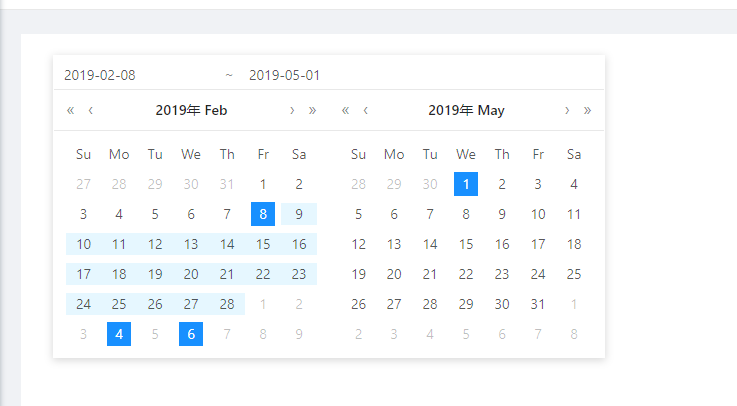 2019-02-08 ~ 2019-05-01
« ‹ 2019年 Feb › »
Su Mo Tu We Th Fr Sa
27 28 29 30 31 1 2
3 4 5 6 7 8 9
10 11 12 13 14 15 16
17 18 19 20 21 22 23
24 25 26 27 28 1 2
3 4 5 6 7 8 9
« ‹ 2019年 May › »
Su Mo Tu We Th Fr Sa
28 29 30 1 2 3 4
5 6 7 8 9 10 11
12 13 14 15 16 17 18
19 20 21 22 23 24 25
26 27 28 29 30 31 1
2 3 4 5 6 7 8